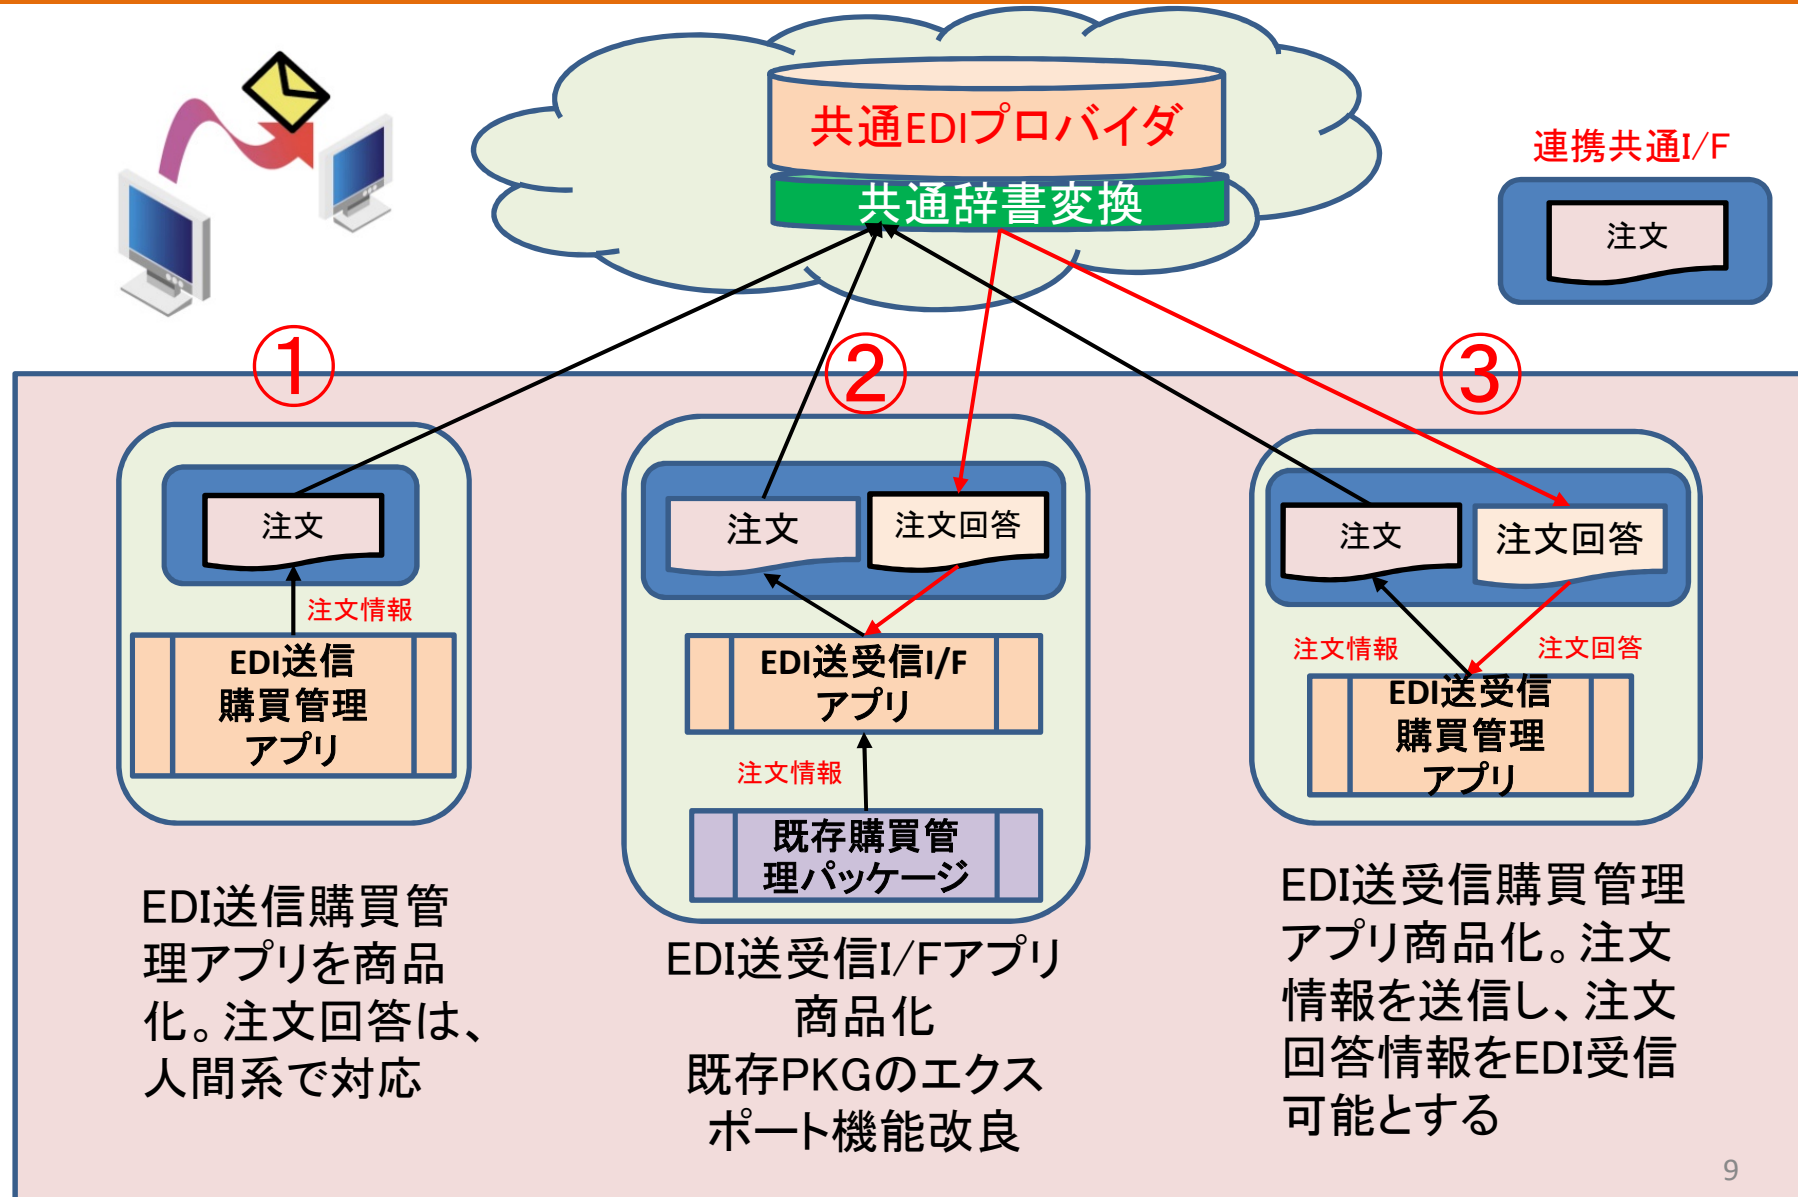 共通EDIプロバイダ
共通辞書変換
連携共通I/F
注文
①
②
③
注文
注文情報
EDI送信
購買管理
アプリ
EDI送信購買管
理アプリを商品
化。注文回答は、
人間系で対応
注文
注文回答
EDI送受信I/F
アプリ
注文情報
既存購買管
理パッケージ
EDI送受信I/Fアプリ
商品化
既存PKGのエクス
ポート機能改良
注文
注文回答
注文情報
注文回答
EDI送受信
購買管理
アプリ
EDI送受信購買管理
アプリ商品化。注文
情報を送信し、注文
回答情報をEDI受信
可能とする
9